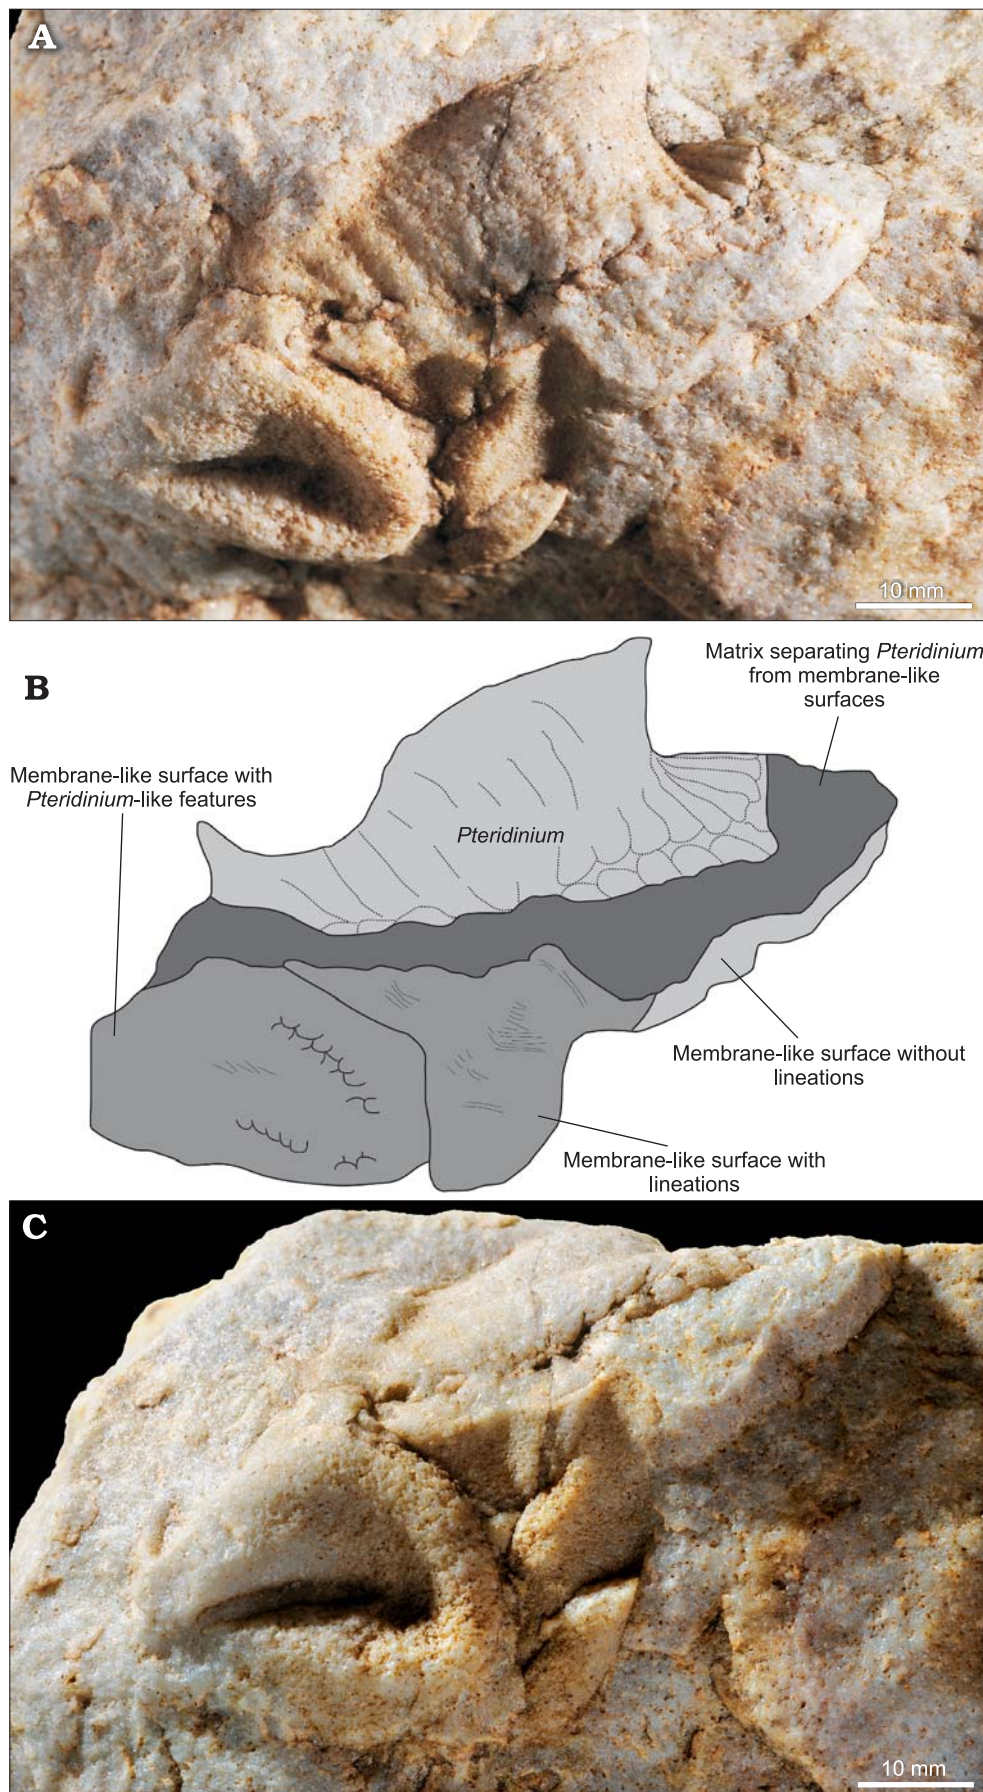 A
10 mm
B
Matrix separating Pteridinium
from membrane-like
surfaces
Membrane-like surface with
Pteridinium-like features
Pteridinium
Membrane-like surface without
lineations
Membrane-like surface with
lineations
C
10 mm